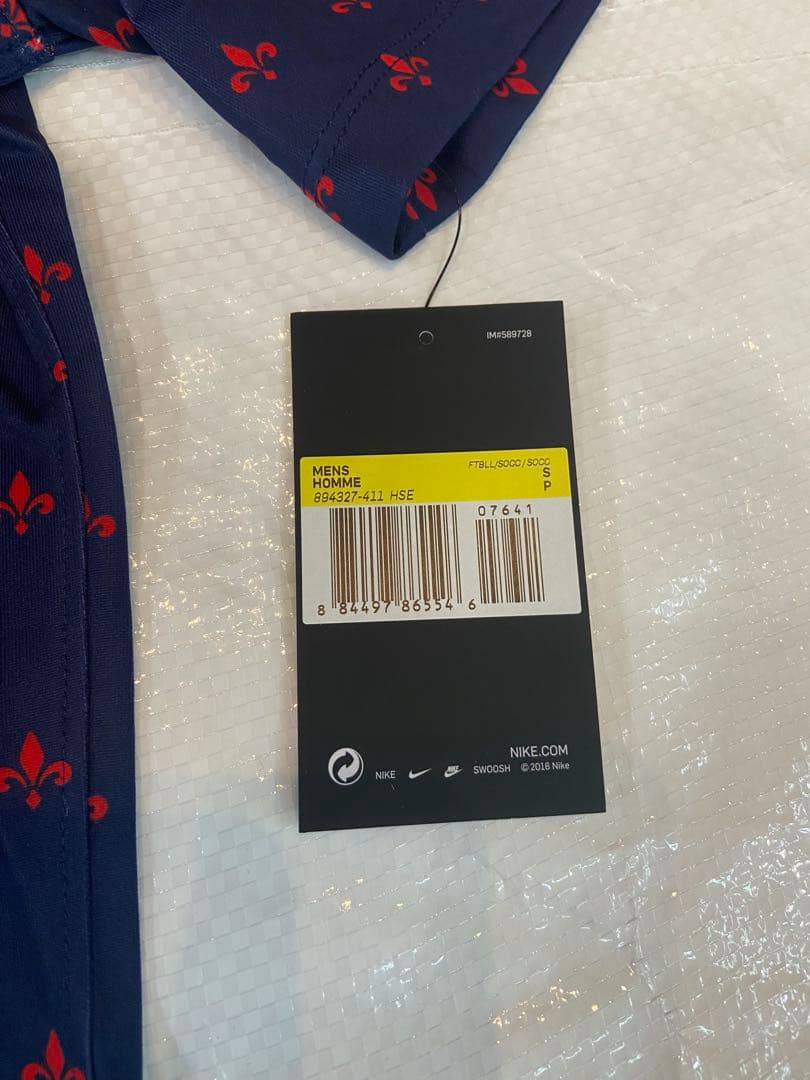 IM#589728
MENS
HOMME
894327-411 HSE
FTBLL/SOCC/SOCC
S
P
07641
8 84497 86554 6
NIKE.COM
NIKE SWOOSH © 2016 Nike